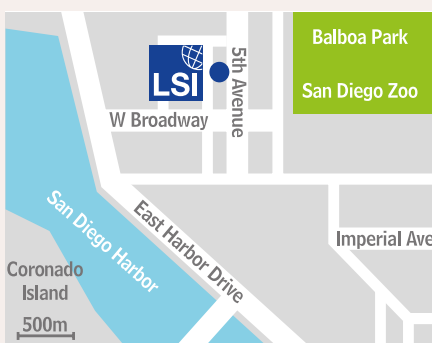 Balboa Park
San Diego Zoo
LSI
5th Avenue
W Broadway
San Diego Harbor
East Harbor Drive
Imperial Ave
Coronado
Island
500m